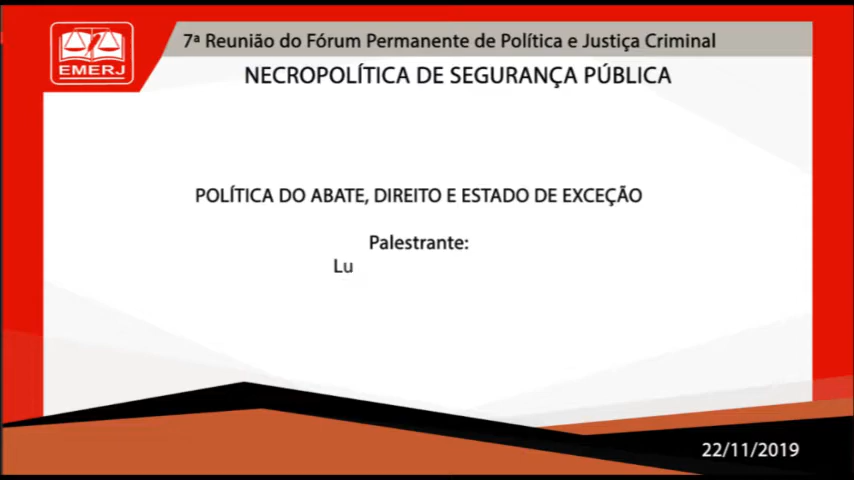 7ª Reunião do Fórum Permanente de Política e Justiça Criminal
EMERJ
NECROPOLÍTICA DE SEGURANÇA PÚBLICA
POLÍTICA DO ABATE, DIREITO E ESTADO DE EXCEÇÃO
Palestrante:
Lu
22/11/2019